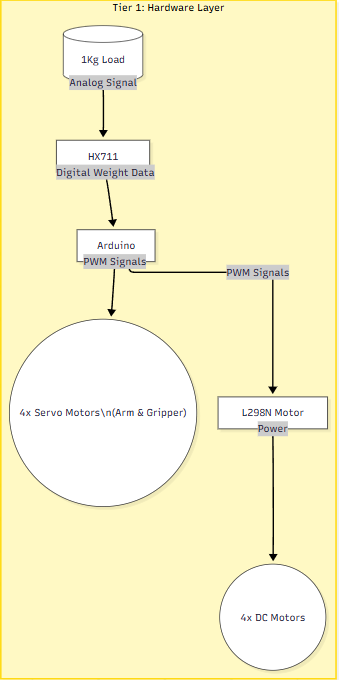 Tier 1: Hardware Layer
1Kg Load
Analog Signal
HX711
Digital Weight Data
Arduino
PWM Signals
PWM Signals
4x Servo Motors\n(Arm & Gripper)
L298N Motor
Power
4x DC Motors